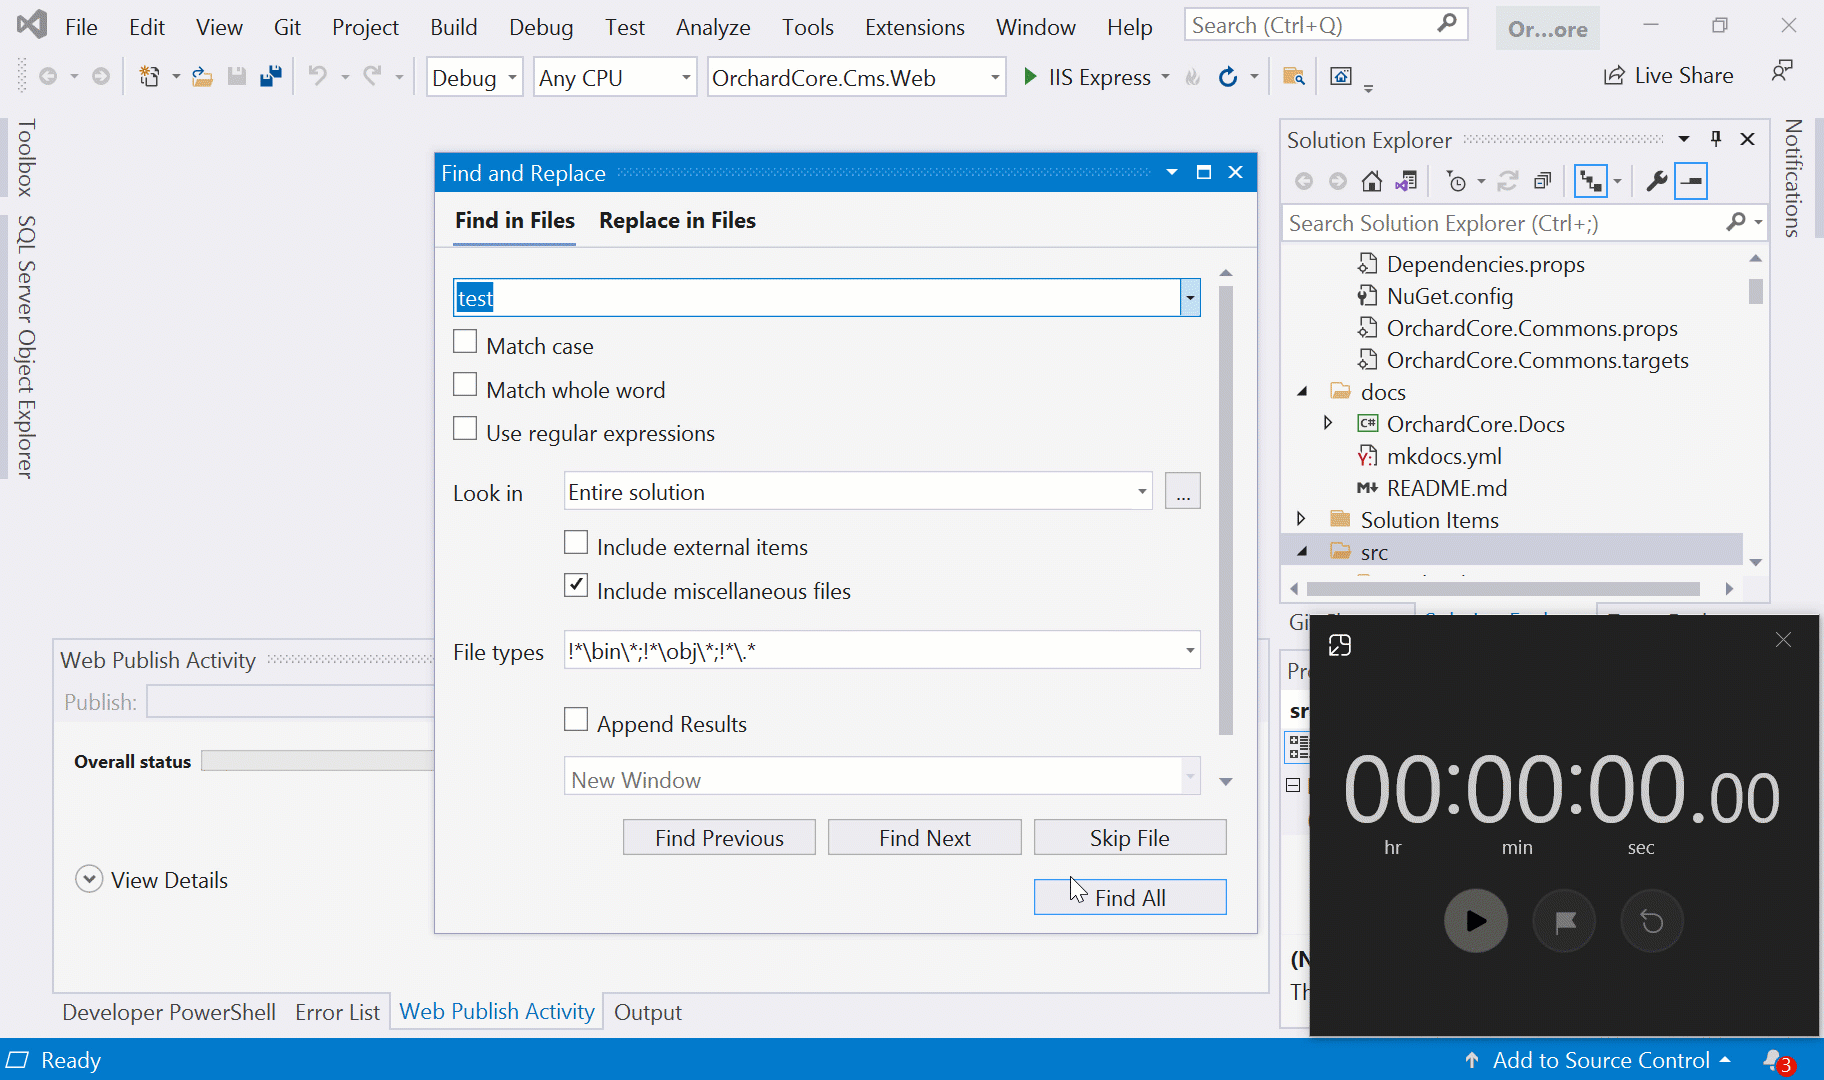 File Edit View Git Project Build Debug Test Analyze Tools Extensions Window Help Search (Ctrl+Q) Or...ore
Debug Any CPU OrchardCore.Cms.Web IIS Express Live Share
Toolbox
SQL Server Object Explorer
Find and Replace
Find in Files Replace in Files
test
Match case
Match whole word
Use regular expressions
Look in Entire solution ...
Include external items
Include miscellaneous files
File types !*\bin\*;!*\obj\*;!*\.*
Append Results
New Window
Find Previous Find Next Skip File
Find All
Solution Explorer
Search Solution Explorer (Ctrl+;)
Dependencies.props
NuGet.config
OrchardCore.Commons.props
OrchardCore.Commons.targets
docs
C# OrchardCore.Docs
mkdocs.yml
README.md
Solution Items
src
Notifications
Web Publish Activity
Publish:
Overall status
View Details
00:00:00.00
hr min sec
Developer PowerShell Error List Web Publish Activity Output
Ready Add to Source Control 3